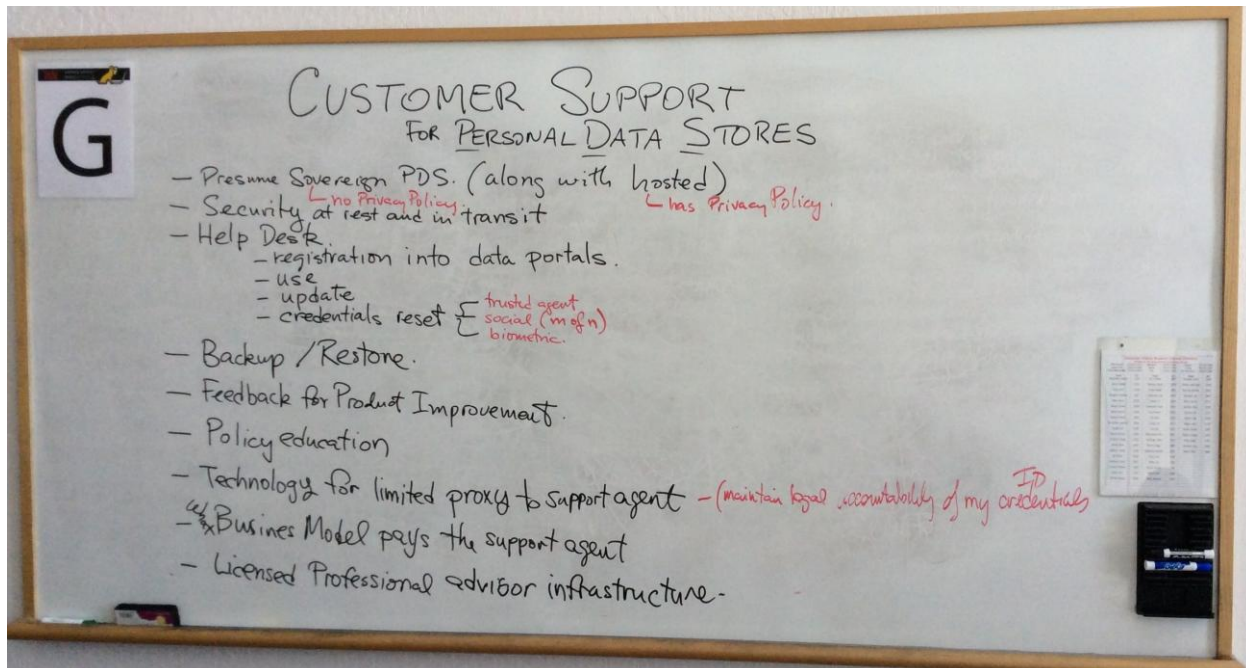 G
CUSTOMER SUPPORT
FOR PERSONAL DATA STORES
– Presume Sovereign PDS. (along with hosted)
no Privacy Policy. has Privacy Policy.
– Security at rest and in transit
– Help Desk.
– registration into data portals.
– use
– update
– credentials reset { trusted agent
social (m of n)
biometric.
– Backup / Restore.
– Feedback for Product Improvement.
– Policy education
– Technology for limited proxy to support agent – (maintain legal accountability of my ID credentials
– Busines Model pays the support agent
– Licensed Professional advisor infrastructure-